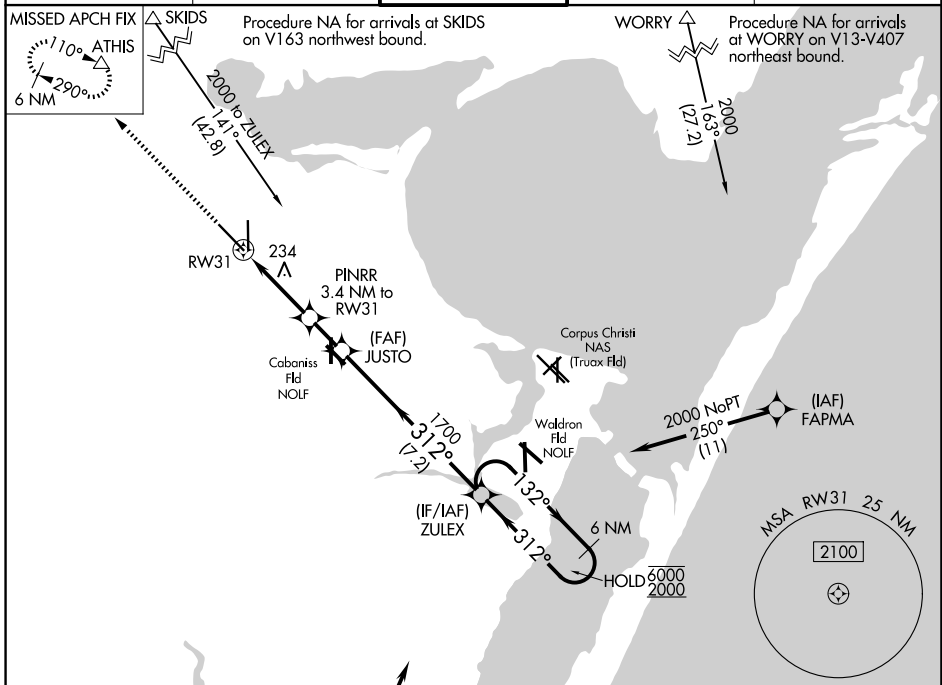 MISSED APCH FIX
110°
ATHIS
290°
6 NM
SKIDS
Procedure NA for arrivals at SKIDS
on V163 northwest bound.
WORRY
Procedure NA for arrivals
at WORRY on V13-V407
northeast bound.
2000 to ZULEX
141°
(42.8)
2000
163°
(27.2)
RW31
234
PINRR
3.4 NM to
RW31
(FAF)
JUSTO
Cabaniss
Fld
NOLF
Corpus Christi
NAS
(Truax Fld)
2000 NoPT
250°
(11)
(IAF)
FAPMA
1700
312°
(7.2)
Waldron
Fld
NOLF
132°
(IF/IAF)
ZULEX
312°
6 NM
HOLD 6000
2000
MSA RW31 25 NM
2100